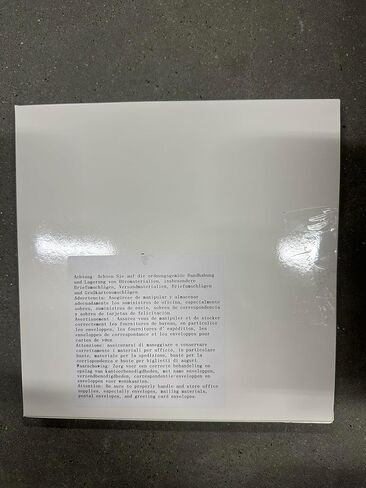 Achtung: Achten Sie auf die ordnungsgemäße Handhabung
und Lagerung von Büromaterialien, insbesondere
Briefumschlägen, Versandmaterialien, Briefumschlägen
und Grußkartenumschlägen.
Advertencia: Asegúrese de manipular y almacenar
adecuadamente los suministros de oficina, especialmente
sobres, suministros de envío, sobres de correspondencia
y sobres de tarjetas de felicitación.
Avertissement : Assurez vous de manipuler et de stocker
correctement les fournitures de bureau, en particulier
les enveloppes, les fournitures d' expédition, les
enveloppes de correspondance et les enveloppes pour
cartes de vœux.
Attenzione: assicurarsi di maneggiare e conservare
correttamente i materiali per ufficio, in particolare
buste, materiali per la spedizione, buste per la
corrispondenza e buste per biglietti di auguri.
Waarschuwing: Zorg voor een correcte behandeling en
opslag van kantoorbenodigdheden, met name enveloppen,
verzendbenodigdheden, correspondentie-enveloppen en
enveloppen voor wenskaarten.
Attention: Be sure to properly handle and store office
supplies, especially envelopes, mailing materials,
postal envelopes, and greeting card envelopes.